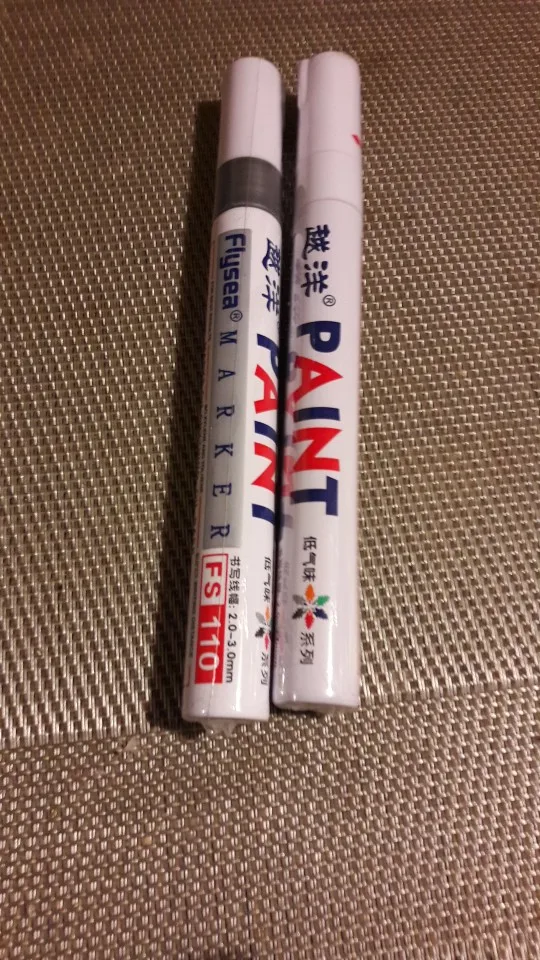 Flysea®
MARKER
FS 110
书写线幅: 2.0-3.0mm
越洋
PAINT
低气味 系列
越洋®
PAINT
低气味 系列